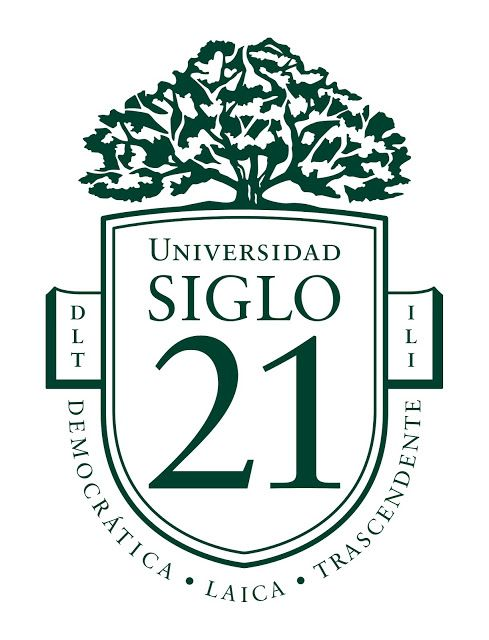 UNIVERSIDAD
SIGLO
21
DLT
ILI
DEMOCRÁTICA • LAICA • TRASCENDENTE